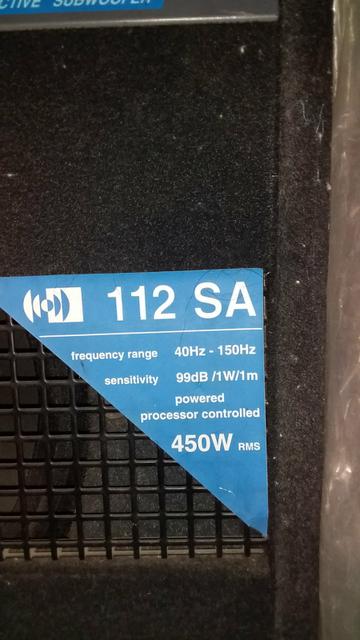 CTIVE SUBWOOFER
112 SA
frequency range 40Hz - 150Hz
sensitivity 99dB /1W/1m
powered
processor controlled
450W RMS